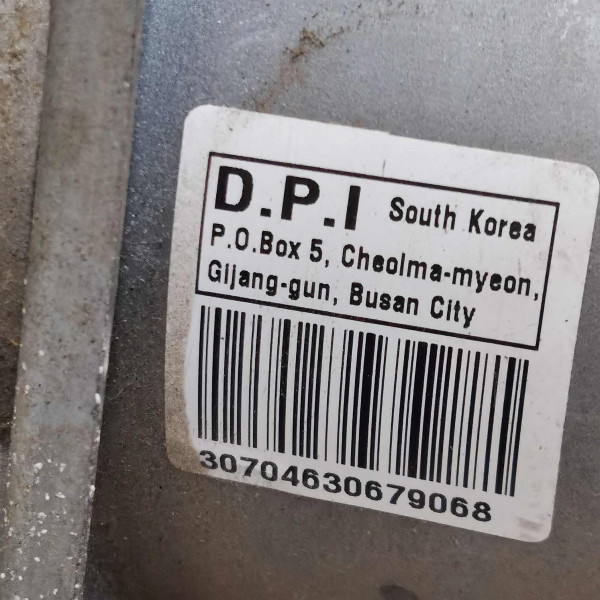 D.P.I South Korea
P.O.Box 5, Cheolma-myeon,
Gijang-gun, Busan City
30704630679068